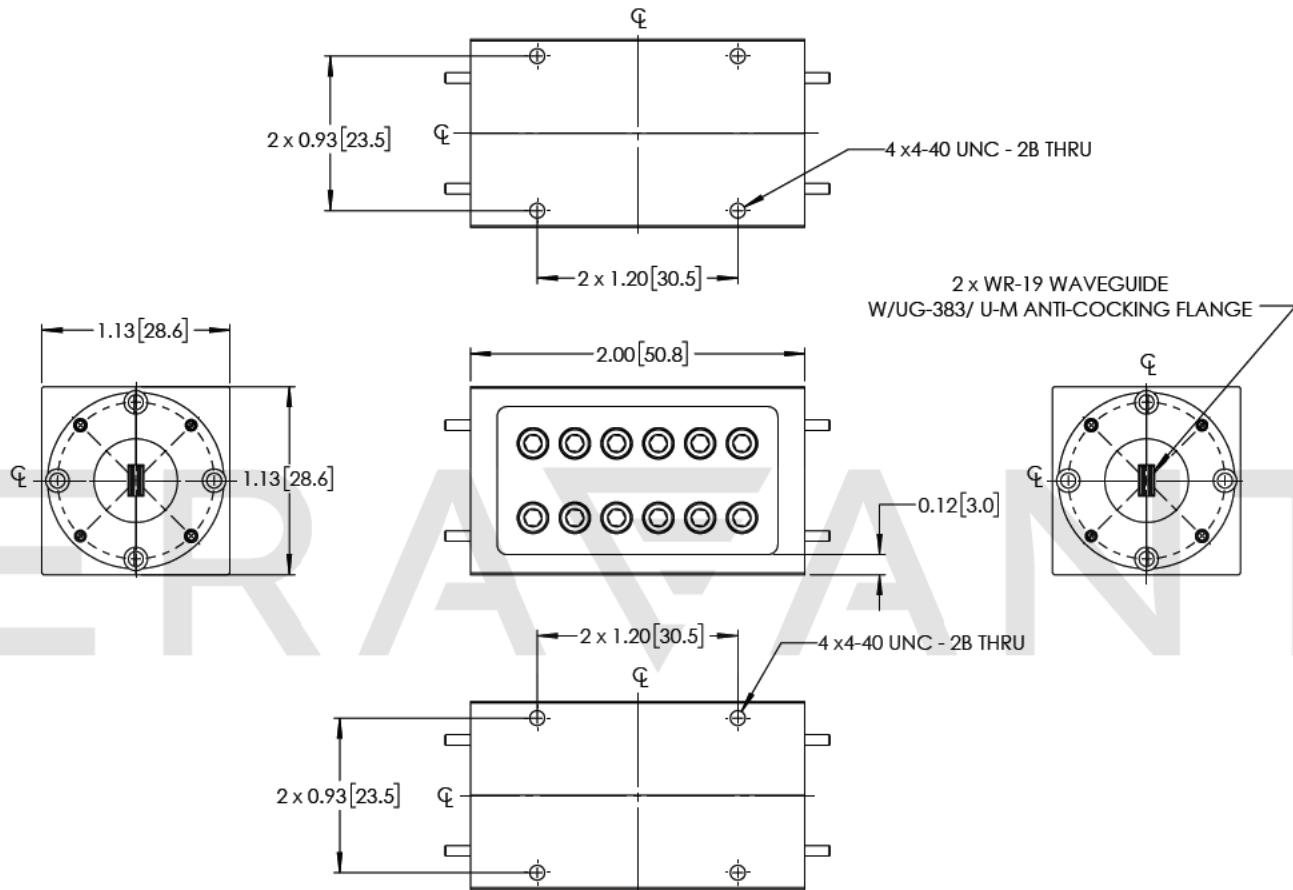 ℄
2 x 0.93[23.5]
℄
4 x4-40 UNC - 2B THRU
2 x 1.20[30.5]
2 x WR-19 WAVEGUIDE
W/UG-383/ U-M ANTI-COCKING FLANGE
1.13[28.6]
2.00[50.8]
℄
℄
1.13[28.6]
℄
0.12[3.0]
ERAVANT
2 x 1.20[30.5]
4 x4-40 UNC - 2B THRU
℄
2 x 0.93[23.5]
℄